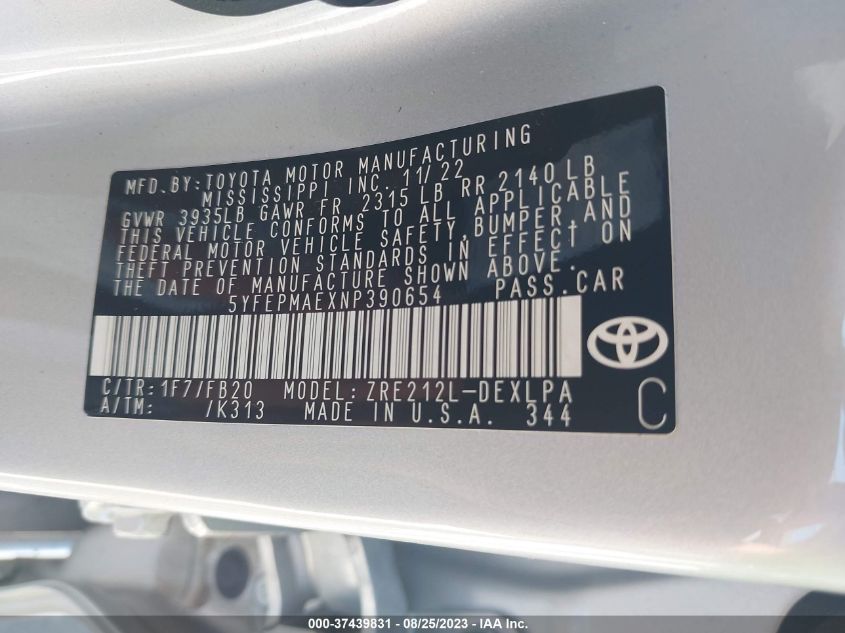 MFD. BY: TOYOTA MOTOR MANUFACTURING
MISSISSIPPI INC. 11/22
GVWR 3935LB GAWR FR 2315 LB RR 2140 LB
THIS VEHICLE CONFORMS TO ALL APPLICABLE
FEDERAL MOTOR VEHICLE SAFETY, BUMPER, AND
THEFT PREVENTION STANDARDS IN EFFECT ON
THE DATE OF MANUFACTURE SHOWN ABOVE.
5YFEPMAEXNP390654 PASS.CAR
C/TR: 1F7/FB20 MODEL: ZRE212L-DEXLPA
A/TM: /K313 MADE IN U.S.A. 344
C
000-37439831 - 08/25/2023 - IAA Inc.